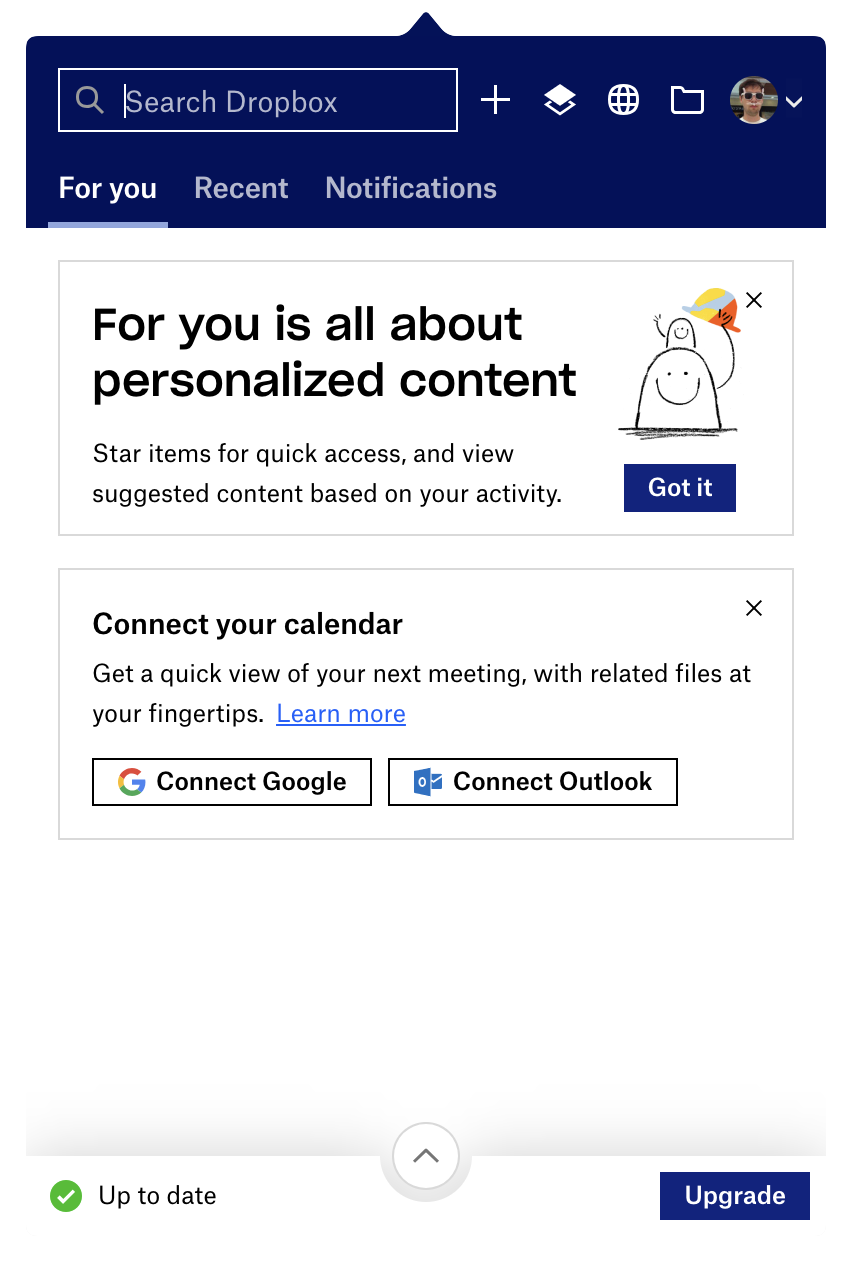 Search Dropbox
For you
Recent
Notifications
For you is all about
personalized content
Star items for quick access, and view
suggested content based on your activity.
Got it
Connect your calendar
Get a quick view of your next meeting, with related files at
your fingertips. Learn more
Connect Google
Connect Outlook
Up to date
Upgrade